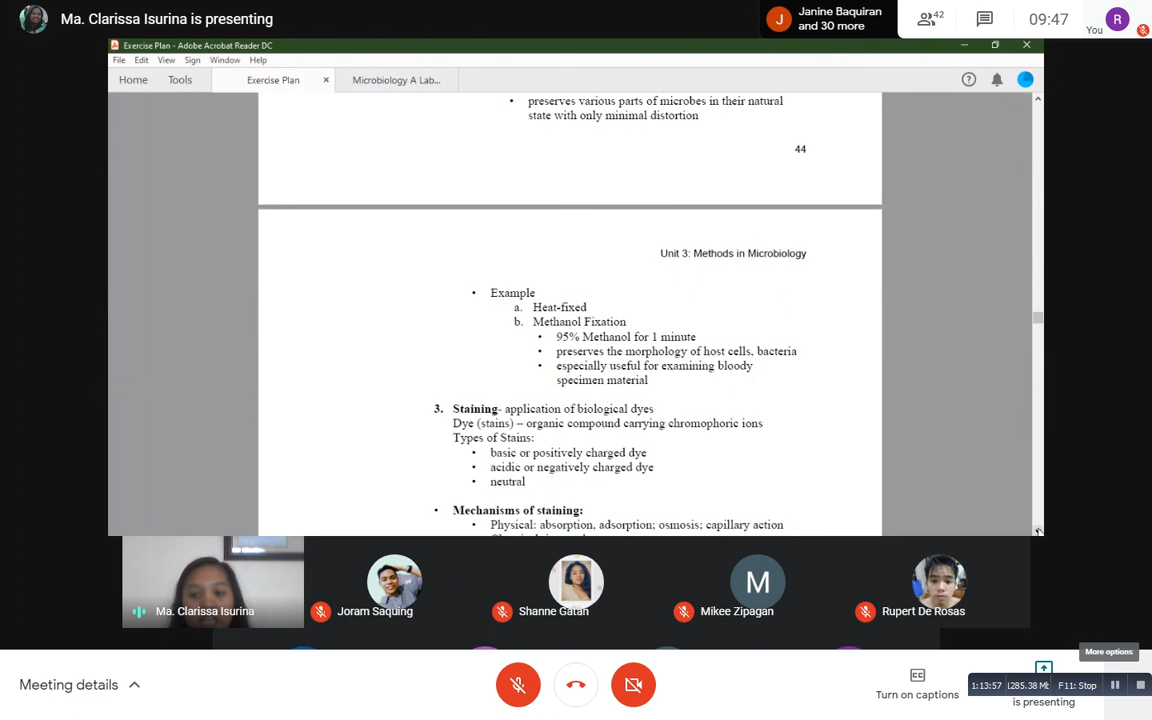 Ma. Clarissa Isurina is presenting
J
Janine Baquiran
and 30 more
42
09:47
You
R
Exercise Plan - Adobe Acrobat Reader DC
File Edit View Sign Window Help
Home Tools Exercise Plan × Microbiology A Lab...
• preserves various parts of microbes in their natural
state with only minimal distortion
44
Unit 3: Methods in Microbiology
• Example
a. Heat-fixed
b. Methanol Fixation
• 95% Methanol for 1 minute
• preserves the morphology of host cells, bacteria
• especially useful for examining bloody
specimen material
3. Staining- application of biological dyes
Dye (stains) – organic compound carrying chromophoric ions
Types of Stains:
• basic or positively charged dye
• acidic or negatively charged dye
• neutral
• Mechanisms of staining:
• Physical: absorption, adsorption; osmosis; capillary action
M
Ma. Clarissa Isurina
Joram Saquing
Shanne Gatan
Mikee Zipagan
Rupert De Rosas
More options
Meeting details
CC
Turn on captions
1:13:57 1285.38 Mb F11: Stop
is presenting